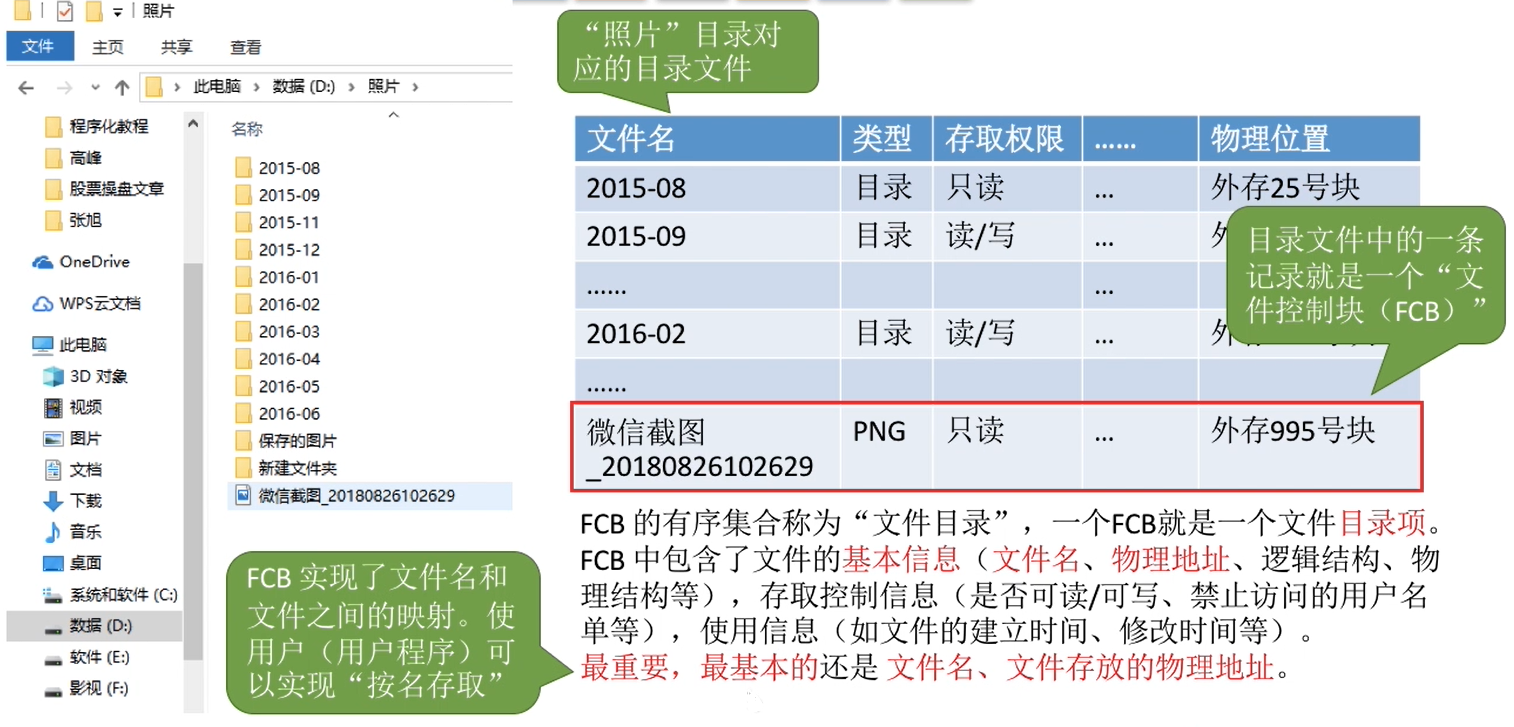 照片
文件 主页 共享 查看
此电脑 › 数据 (D:) › 照片 ›
程序化教程
高峰
股票操盘文章
张旭
OneDrive
WPS云文档
此电脑
3D 对象
视频
图片
文档
下载
音乐
桌面
系统和软件 (C:)
数据 (D:)
软件 (E:)
影视 (F:)
名称
2015-08
2015-09
2015-11
2015-12
2016-01
2016-02
2016-03
2016-04
2016-05
2016-06
保存的图片
新建文件夹
微信截图_20180826102629
“照片”目录对
应的目录文件
文件名 类型 存取权限 …… 物理位置
2015-08 目录 只读 … 外存25号块
2015-09 目录 读/写 …
…… …
2016-02 目录 读/写 …
……
微信截图 PNG 只读 … 外存995号块
_20180826102629
目录文件中的一条
记录就是一个“文
件控制块（FCB）”
FCB 的有序集合称为“文件目录”，一个FCB就是一个文件目录项。
FCB 中包含了文件的基本信息（文件名、物理地址、逻辑结构、物
理结构等），存取控制信息（是否可读/可写、禁止访问的用户名
单等），使用信息（如文件的建立时间、修改时间等）。
最重要，最基本的还是 文件名、文件存放的物理地址。
FCB 实现了文件名和
文件之间的映射。使
用户（用户程序）可
以实现“按名存取”